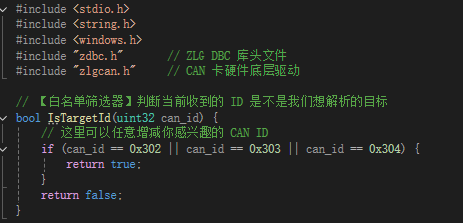 #include <stdio.h>
#include <string.h>
#include <windows.h>
#include "zdbc.h" // ZLG DBC 库头文件
#include "zlgcan.h" // CAN 卡硬件底层驱动
// 【白名单筛选器】判断当前收到的 ID 是不是我们想解析的目标
bool IsTargetId(uint32 can_id) {
// 这里可以任意增减你感兴趣的 CAN ID
if (can_id == 0x302 || can_id == 0x303 || can_id == 0x304) {
return true;
}
return false;
}